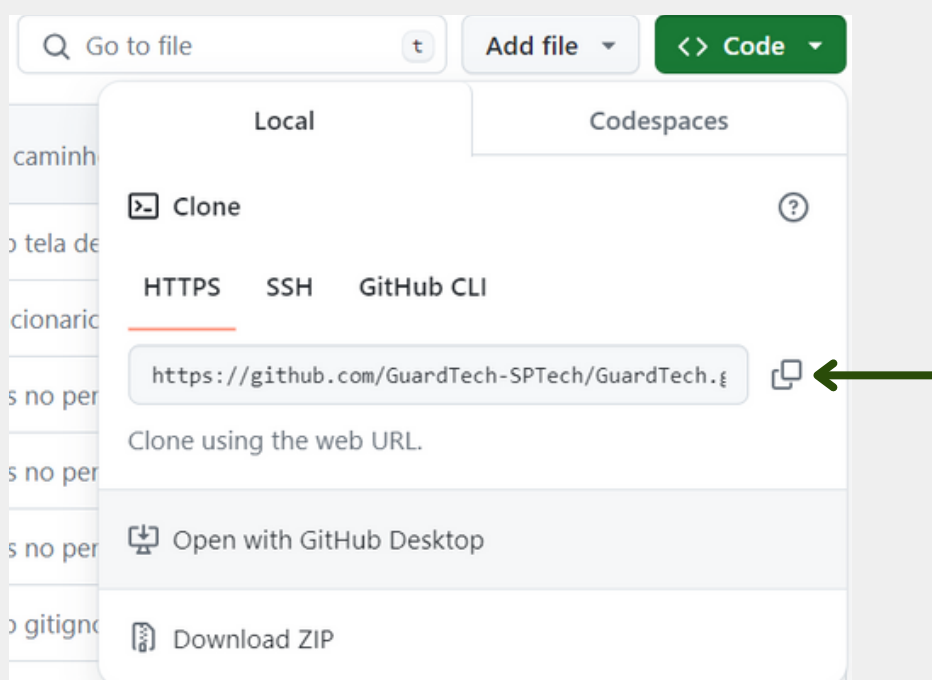 Go to file t Add file <> Code
Local Codespaces
caminh
Clone
o tela de
HTTPS SSH GitHub CLI
cionario
https://github.com/GuardTech-SPTech/GuardTech.g
s no per
Clone using the web URL.
s no per
s no per
Open with GitHub Desktop
o gitigno
Download ZIP